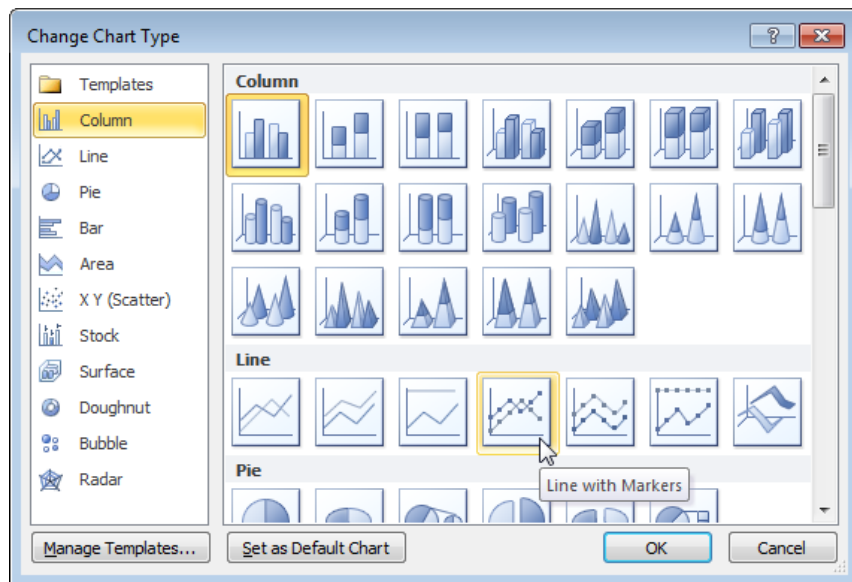 Change Chart Type
Templates
Column
Line
Pie
Bar
Area
X Y (Scatter)
Stock
Surface
Doughnut
Bubble
Radar
Column
Line
Pie
Line with Markers
Manage Templates...
Set as Default Chart
OK
Cancel